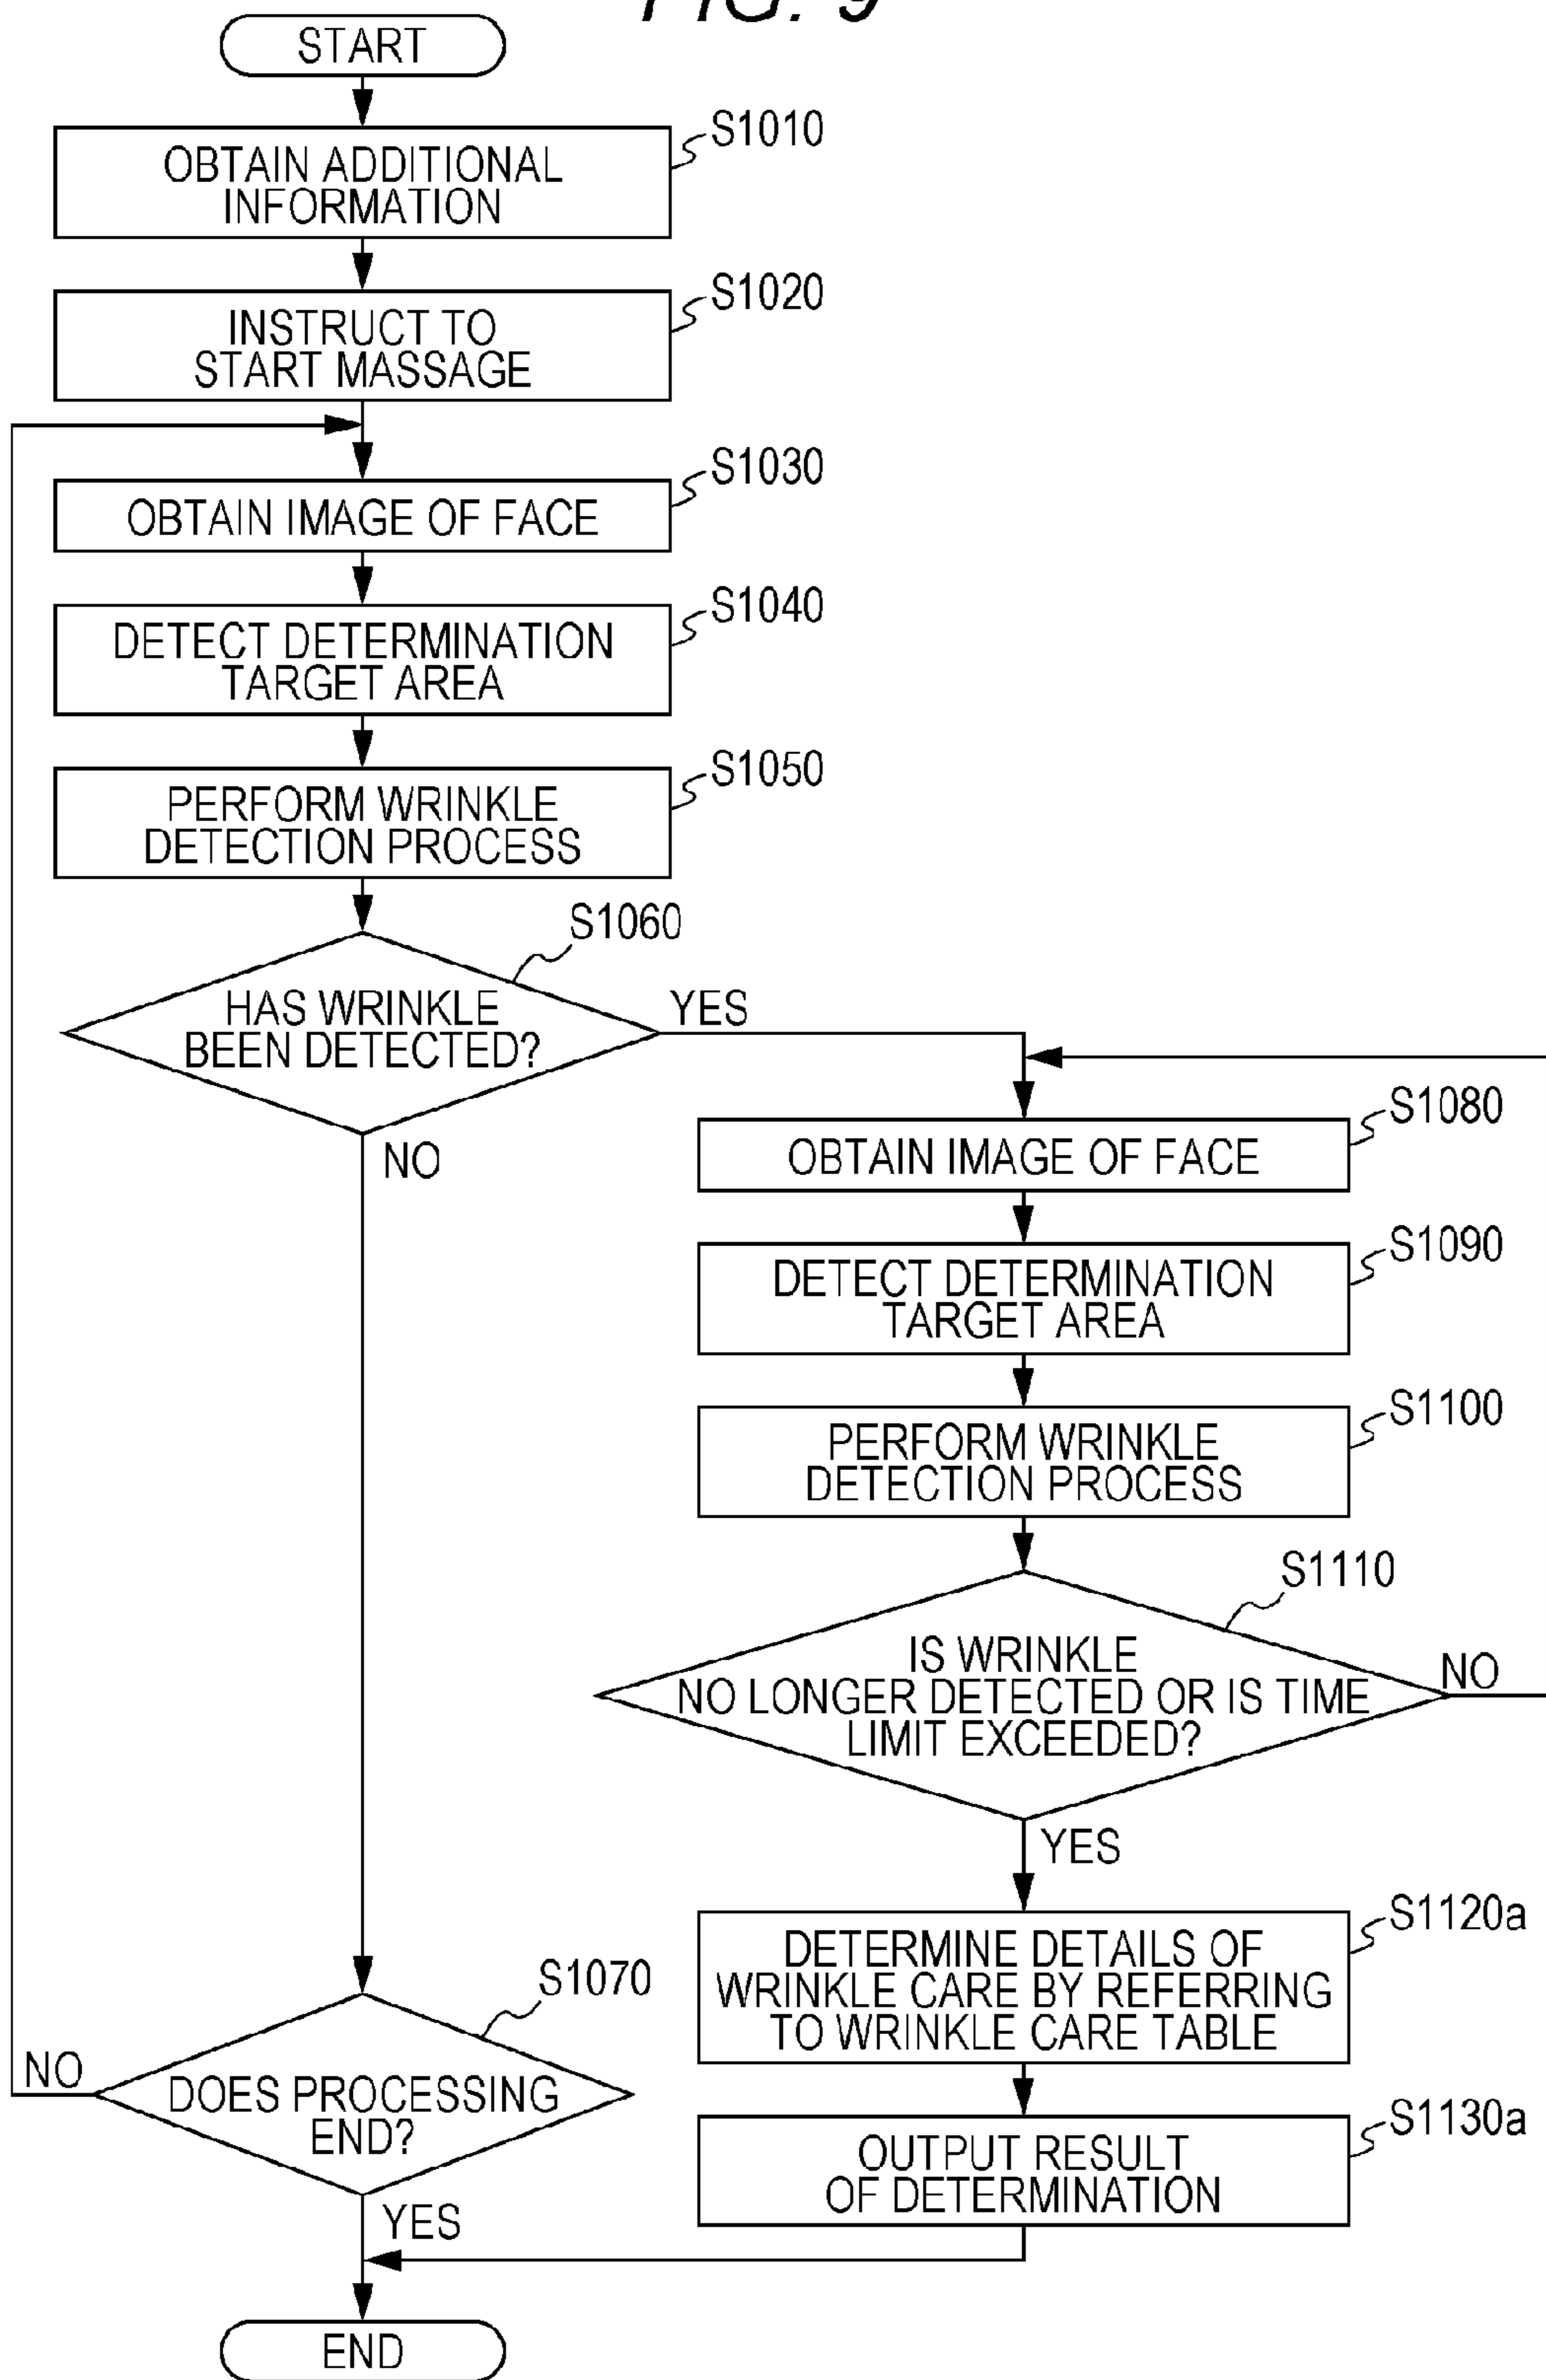 FIG. 9
START
S1010
OBTAIN ADDITIONAL
INFORMATION
S1020
INSTRUCT TO
START MASSAGE
S1030
OBTAIN IMAGE OF FACE
S1040
DETECT DETERMINATION
TARGET AREA
S1050
PERFORM WRINKLE
DETECTION PROCESS
S1060
HAS WRINKLE
BEEN DETECTED?
YES
NO
S1080
OBTAIN IMAGE OF FACE
S1090
DETECT DETERMINATION
TARGET AREA
S1100
PERFORM WRINKLE
DETECTION PROCESS
S1110
IS WRINKLE
NO LONGER DETECTED OR IS TIME
LIMIT EXCEEDED?
NO
YES
S1120a
DETERMINE DETAILS OF
WRINKLE CARE BY REFERRING
TO WRINKLE CARE TABLE
S1130a
OUTPUT RESULT
OF DETERMINATION
S1070
DOES PROCESSING
END?
NO
YES
END